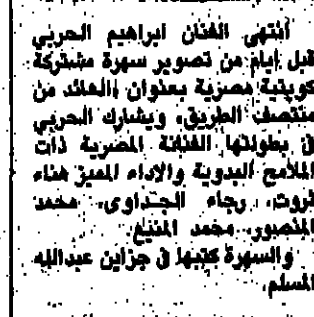 انتهى الفنان ابراهيم الحربي
قبل ايام من تصوير سهرة مشتركة
كويتية مصرية بعنوان «العائد من
منتصف الطريق، ويشارك الحربي
في بطولتها الفنانة المصرية ذات
الملامح البدوية والاداء المميز هناء
ثروت، رجاء الجداوى، محمد
المنصور، محمد المنيع.
والسهرة كتبها في جزاين عبدالله
المسلم.